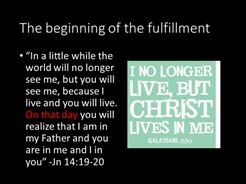 The beginning of the fulfillment
• “In a little while the
world will no longer
see me, but you will
see me, because I
live and you will live.
On that day you will
realize that I am in
my Father and you
are in me and I in
you” -Jn 14:19-20
I NO LONGER
LIVE, BUT
CHRIST
LIVES IN ME
GALATIANS 2:20